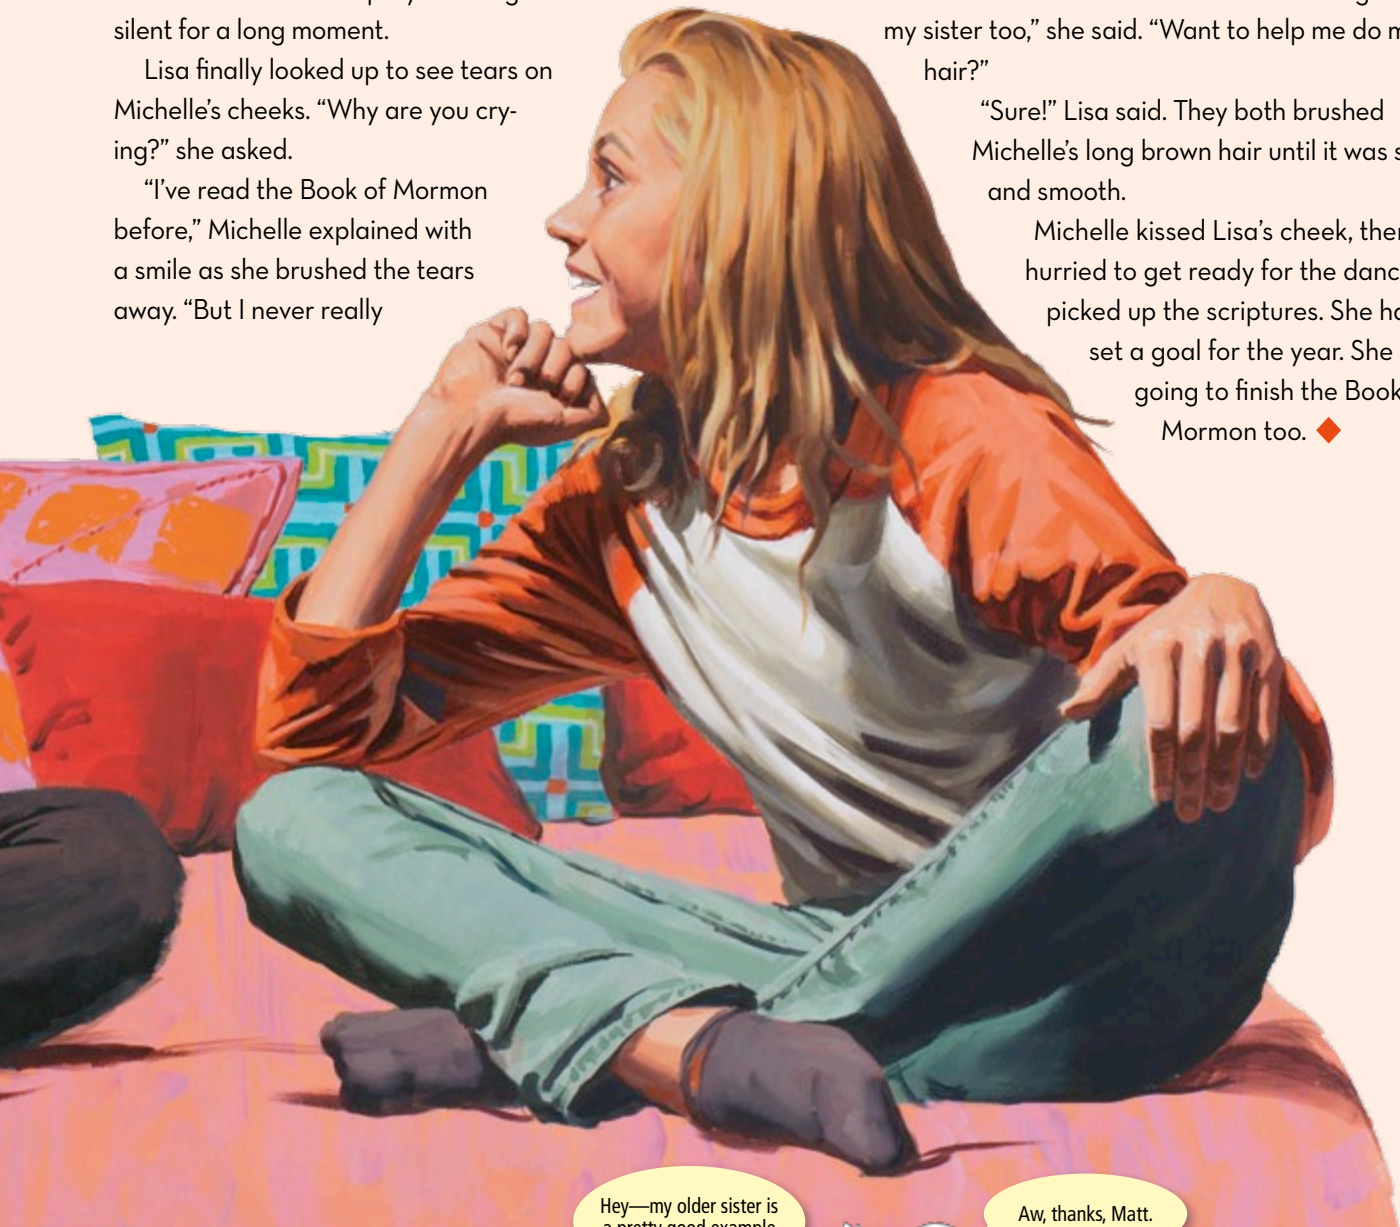 silent for a long moment.
Lisa finally looked up to see tears on
Michelle’s cheeks. “Why are you cry-
ing?” she asked.
“I’ve read the Book of Mormon
before,” Michelle explained with
a smile as she brushed the tears
away. “But I never really
my sister too,” she said. “Want to help me do
hair?”
“Sure!” Lisa said. They both brushed
Michelle’s long brown hair until it was
and smooth.
Michelle kissed Lisa’s cheek,
hurried to get ready for the
picked up the scriptures. She
set a goal for the year. She
going to finish the Book
Mormon too.
Hey—my older sister is
a pretty good example
Aw, thanks, Matt.